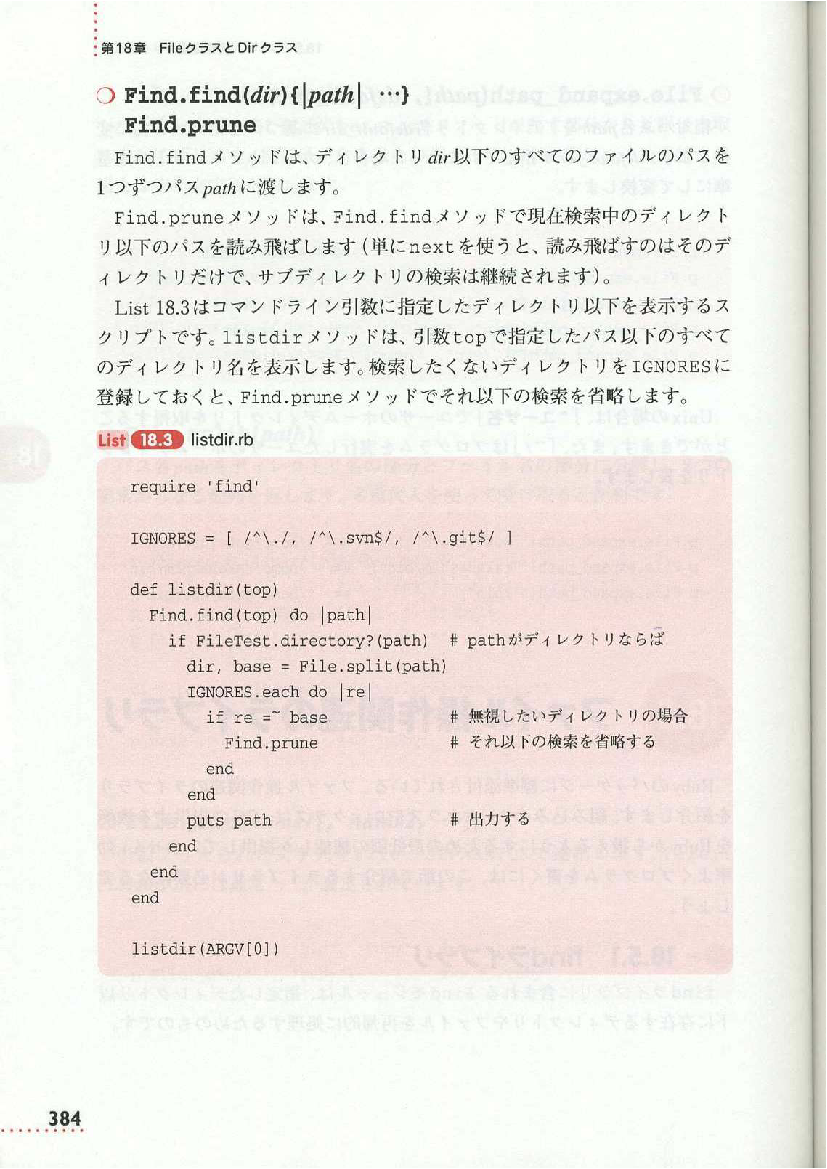 第18章 FileクラスとDirクラス
❍ Find.find(dir){|path| …}
Find.prune
Find.findメソッドは、ディレクトリdir以下のすべてのファイルのパスを
1つずつパスpathに渡します。
Find.pruneメソッドは、Find.findメソッドで現在検索中のディレクト
リ以下のパスを読み飛ばします(単にnextを使うと、読み飛ばすのはそのデ
ィレクトリだけで、サブディレクトリの検索は継続されます)。
List 18.3はコマンドライン引数に指定したディレクトリ以下を表示するス
クリプトです。listdirメソッドは、引数topで指定したパス以下のすべて
のディレクトリ名を表示します。検索したくないディレクトリをIGNORESに
登録しておくと、Find.pruneメソッドでそれ以下の検索を省略します。
List 18.3 listdir.rb
require 'find'
IGNORES = [ /^\./, /^\.svn$/, /^\.git$/ ]
def listdir(top)
Find.find(top) do |path|
if FileTest.directory?(path) # pathがディレクトリならば
dir, base = File.split(path)
IGNORES.each do |re|
if re =~ base # 無視したいディレクトリの場合
Find.prune # それ以下の検索を省略する
end
end
puts path # 出力する
end
end
end
listdir(ARGV[0])
384